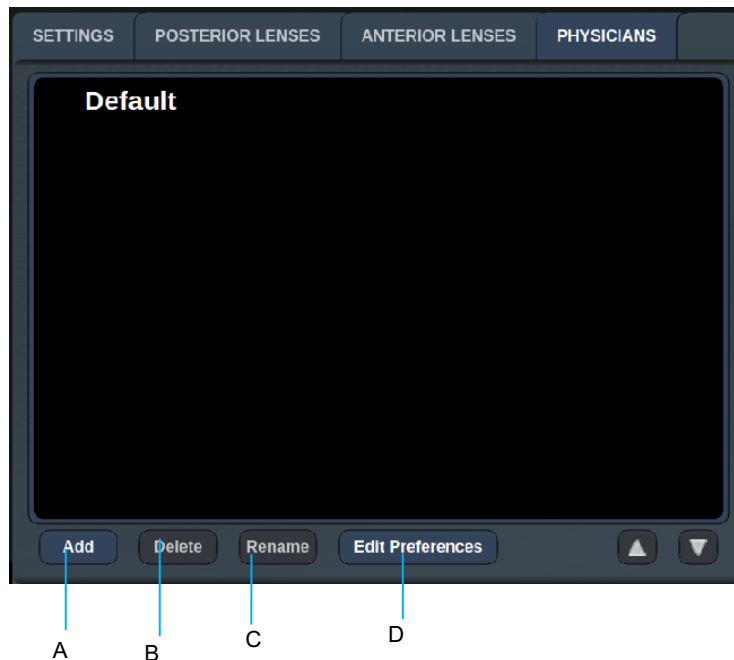 SETTINGS POSTERIOR LENSES ANTERIOR LENSES PHYSICIANS
Default
Add Delete Rename Edit Preferences
A B C D